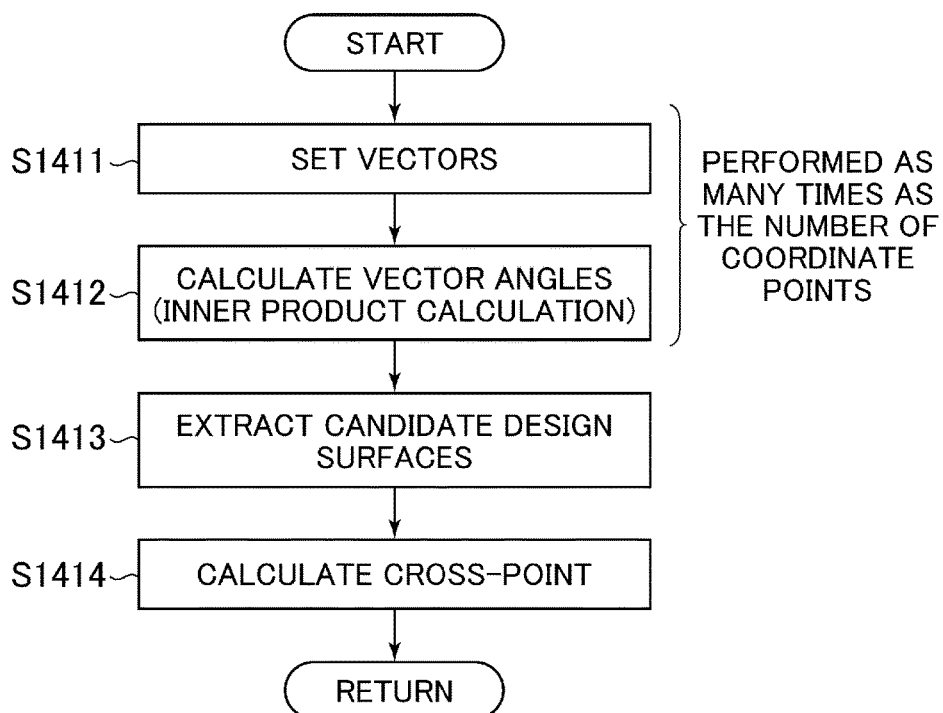 START
S1411
SET VECTORS
S1412
CALCULATE VECTOR ANGLES
(INNER PRODUCT CALCULATION)
PERFORMED AS
MANY TIMES AS
THE NUMBER OF
COORDINATE
POINTS
S1413
EXTRACT CANDIDATE DESIGN
SURFACES
S1414
CALCULATE CROSS-POINT
RETURN